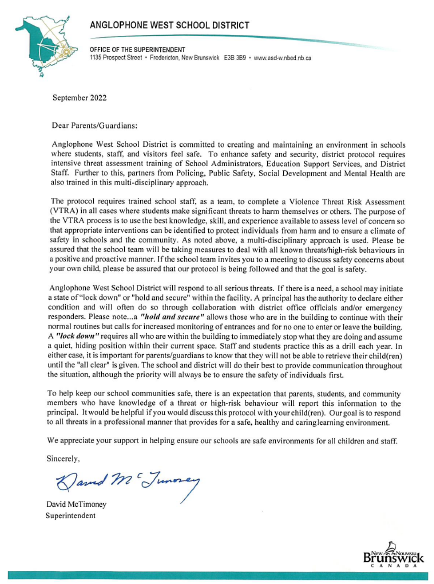 ANGLOPHONE WEST SCHOOL DISTRICT
OFFICE OF THE SUPERINTENDENT
1135 Prospect Street • Fredericton, New Brunswick E3B 3B9 • www.asd-w.nbed.nb.ca
September 2022
Dear Parents/Guardians:
Anglophone West School District is committed to creating and maintaining an environment in schools
where students, staff, and visitors feel safe. To enhance safety and security, district protocol requires
intensive threat assessment training of School Administrators, Education Support Services, and District
Staff. Further to this, partners from Policing, Public Safety, Social Development and Mental Health are
also trained in this multi-disciplinary approach.
The protocol requires trained school staff, as a team, to complete a Violence Threat Risk Assessment
(VTRA) in all cases where students make significant threats to harm themselves or others. The purpose of
the VTRA process is to use the best knowledge, skill, and experience available to assess level of concern so
that appropriate interventions can be identified to protect individuals from harm and to ensure a climate of
safety in schools and the community. As noted above, a multi-disciplinary approach is used. Please be
assured that the school team will be taking measures to deal with all known threats/high-risk behaviours in
a positive and proactive manner. If the school team invites you to a meeting to discuss safety concerns about
your own child, please be assured that our protocol is being followed and that the goal is safety.
Anglophone West School District will respond to all serious threats. If there is a need, a school may initiate
a state of "lock down" or "hold and secure" within the facility. A principal has the authority to declare either
condition and will often do so through collaboration with district office officials and/or emergency
responders. Please note...a "hold and secure" allows those who are in the building to continue with their
normal routines but calls for increased monitoring of entrances and for no one to enter or leave the building.
A "lock down" requires all who are within the building to immediately stop what they are doing and assume
a quiet, hiding position within their current space. Staff and students practice this as a drill each year. In
either case, it is important for parents/guardians to know that they will not be able to retrieve their child(ren)
until the "all clear" is given. The school and district will do their best to provide communication throughout
the situation, although the priority will always be to ensure the safety of individuals first.
To help keep our school communities safe, there is an expectation that parents, students, and community
members who have knowledge of a threat or high-risk behaviour will report this information to the
principal. It would be helpful if you would discuss this protocol with your child(ren). Our goal is to respond
to all threats in a professional manner that provides for a safe, healthy and caring learning environment.
We appreciate your support in helping ensure our schools are safe environments for all children and staff.
Sincerely,
David McTimoney
David McTimoney
Superintendent
New Nouveau
Brunswick
CANADA